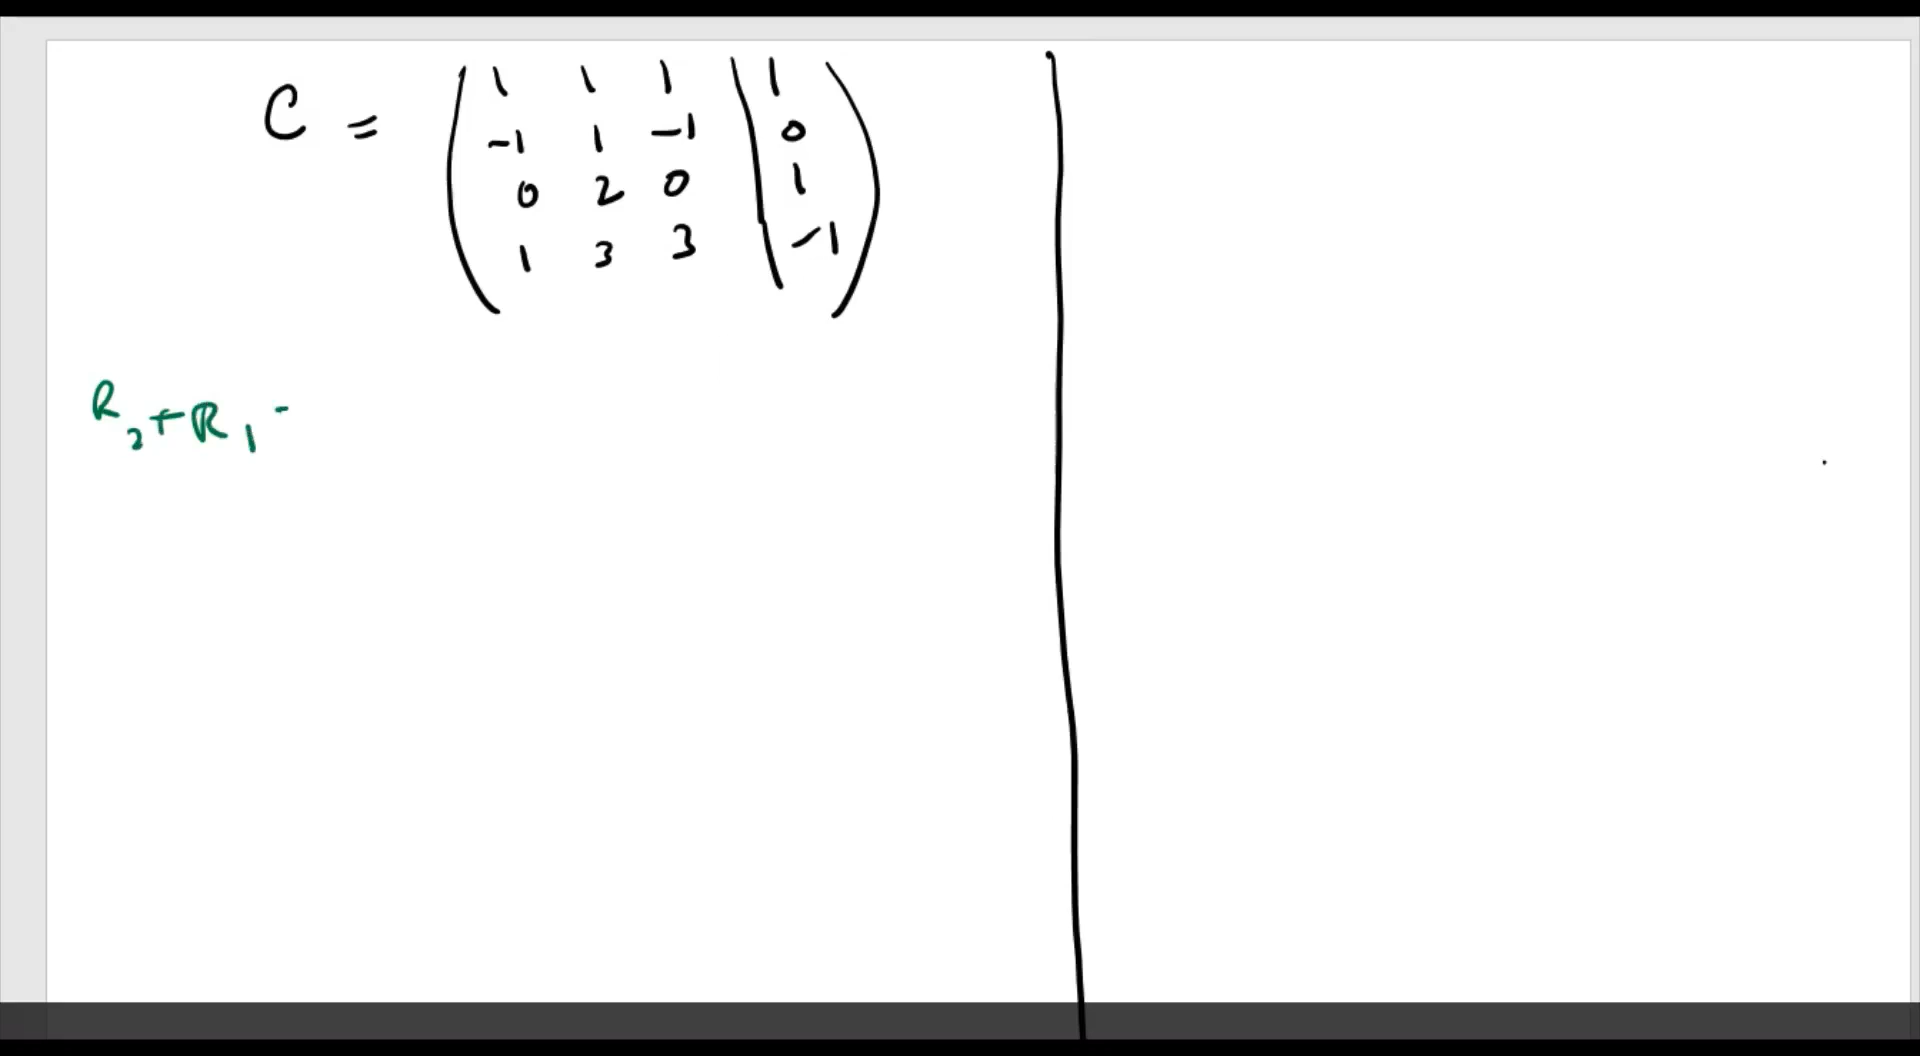 C = ( 1 1 1 | 1
-1 1 -1 | 0
0 2 0 | 1
1 3 3 | -1 )
R₂+R₁ -